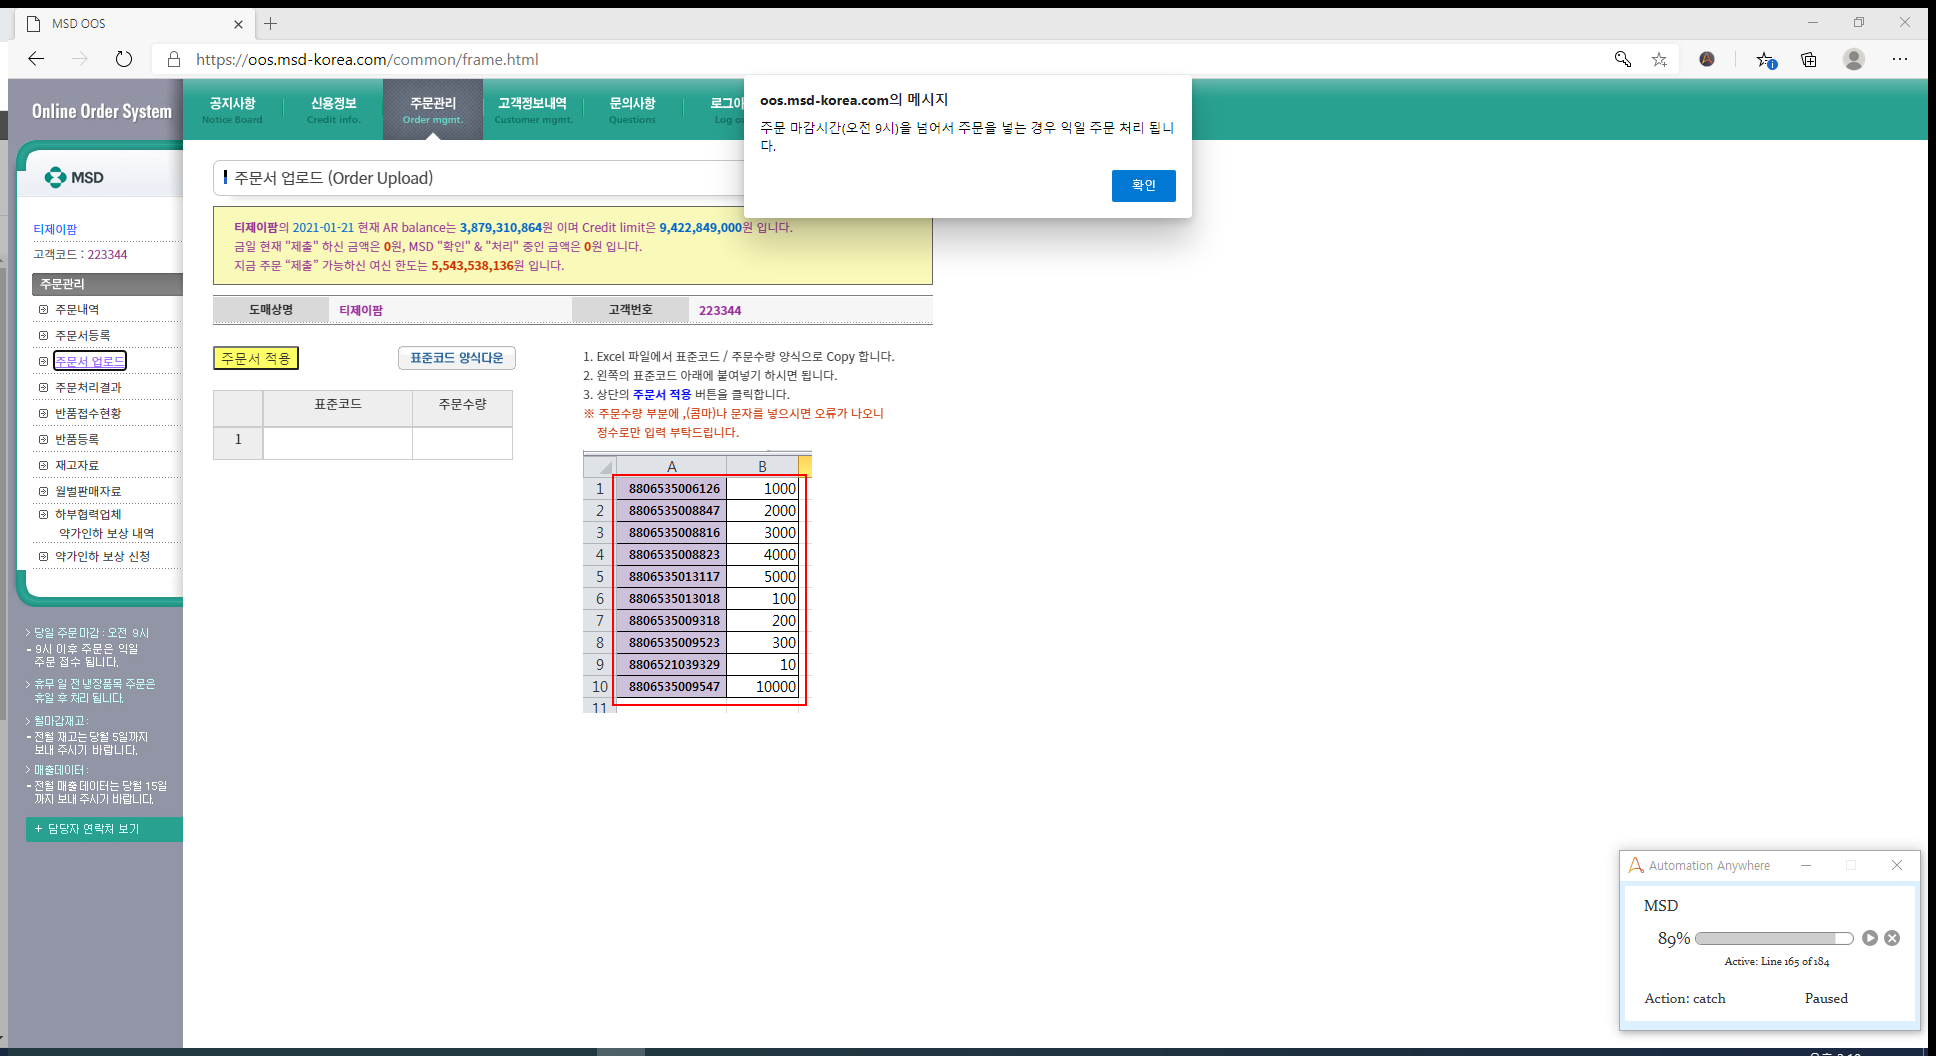 MSD OOS
https://oos.msd-korea.com/common/frame.html
Online Order System
공지사항
Notice Board
신용정보
Credit info.
주문관리
Order mgmt.
고객정보내역
Customer mgmt.
문의사항
Questions
로그아
Log ou
oos.msd-korea.com의 메시지
주문 마감시간(오전 9시)을 넘어서 주문을 넣는 경우 익일 주문 처리 됩니
다.
확인
MSD
티제이팜
고객코드 : 223344
주문관리
주문내역
주문서등록
주문서 업로드
주문처리결과
반품접수현황
반품등록
재고자료
월별판매자료
하부협력업체
약가인하 보상 내역
약가인하 보상 신청
> 당일 주문마감 : 오전 9시
- 9시 이후 주문은 익일
주문 접수 됩니다.
> 휴무 일 전 냉장품목 주문은
휴일 후 처리 됩니다.
> 월마감재고 :
- 전월 재고는 당월 5일까지
보내 주시기 바랍니다.
> 매출데이터 :
- 전월 매출데이터는 당월 15일
까지 보내주시기 바랍니다.
+ 담당자 연락처 보기
주문서 업로드 (Order Upload)
티제이팜의 2021-01-21 현재 AR balance는 3,879,310,864원 이며 Credit limit은 9,422,849,000원 입니다.
금일 현재 "제출" 하신 금액은 0원, MSD "확인" & "처리" 중인 금액은 0원 입니다.
지금 주문 “제출” 가능하신 여신 한도는 5,543,538,136원 입니다.
도매상명 티제이팜 고객번호 223344
주문서 적용
표준코드 양식다운
표준코드 주문수량
1
1. Excel 파일에서 표준코드 / 주문수량 양식으로 Copy 합니다.
2. 왼쪽의 표준코드 아래에 붙여넣기 하시면 됩니다.
3. 상단의 주문서 적용 버튼을 클릭합니다.
※ 주문수량 부분에 ,(콤마)나 문자를 넣으시면 오류가 나오니
정수로만 입력 부탁드립니다.
A B
1 8806535006126 1000
2 8806535008847 2000
3 8806535008816 3000
4 8806535008823 4000
5 8806535013117 5000
6 8806535013018 100
7 8806535009318 200
8 8806535009523 300
9 8806521039329 10
10 8806535009547 10000
11
Automation Anywhere
MSD
89%
Active: Line 165 of 184
Action: catch Paused